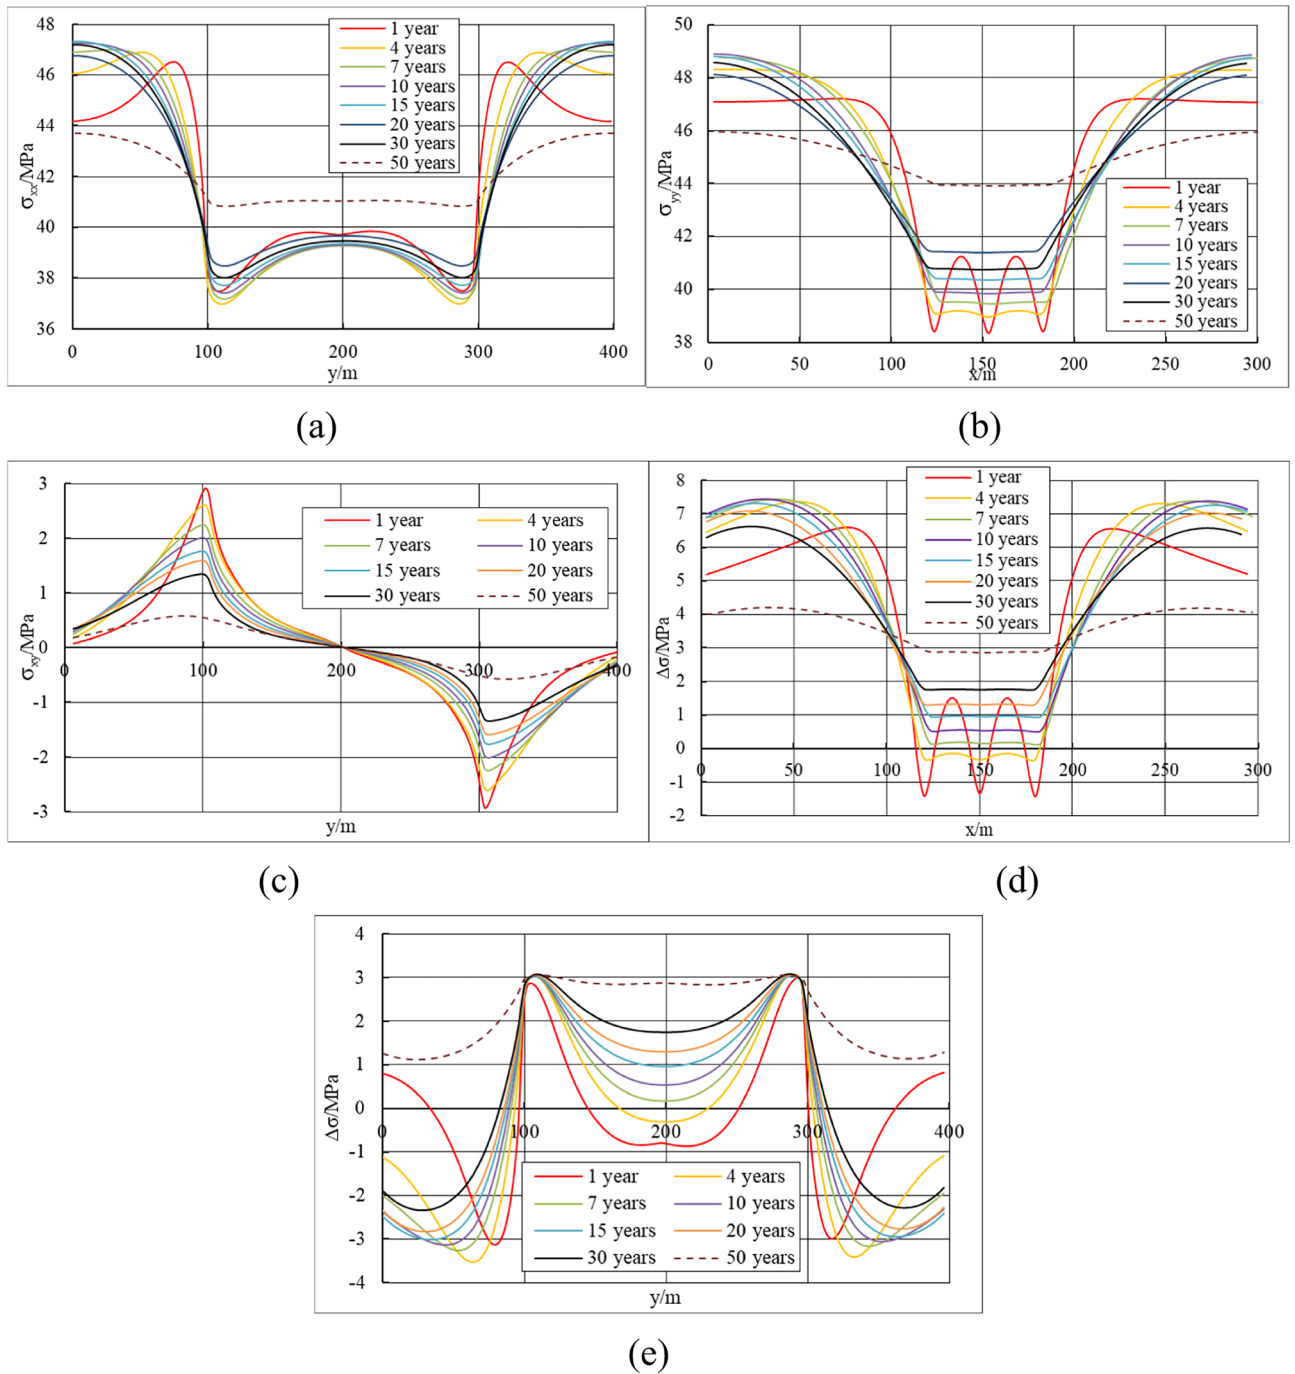 48
46
44
42
40
38
36
0
100
200
300
400
σxx/MPa
y/m
1 year
4 years
7 years
10 years
15 years
20 years
30 years
50 years
(a)
50
48
46
44
42
40
38
0
50
100
150
200
250
300
σyy/MPa
x/m
1 year
4 years
7 years
10 years
15 years
20 years
30 years
50 years
(b)
3
2
1
0
-1
-2
-3
0
100
200
300
400
σxy/MPa
y/m
1 year 4 years
7 years 10 years
15 years 20 years
30 years 50 years
(c)
8
7
6
5
4
3
2
1
0
-1
-2
0
50
100
150
200
250
300
Δσ/MPa
x/m
1 year
4 years
7 years
10 years
15 years
20 years
30 years
50 years
(d)
4
3
2
1
0
-1
-2
-3
-4
0
100
200
300
400
Δσ/MPa
y/m
1 year 4 years
7 years 10 years
15 years 20 years
30 years 50 years
(e)